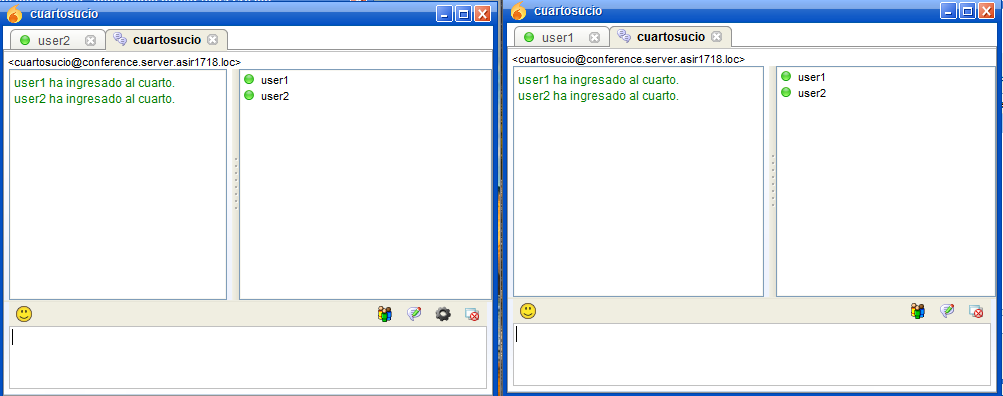 cuartosucio
user2
cuartosucio
<cuartosucio@conference.server.asir1718.loc>
user1 ha ingresado al cuarto.
user2 ha ingresado al cuarto.
user1
user2
cuartosucio
user1
cuartosucio
<cuartosucio@conference.server.asir1718.loc>
user1 ha ingresado al cuarto.
user2 ha ingresado al cuarto.
user1
user2